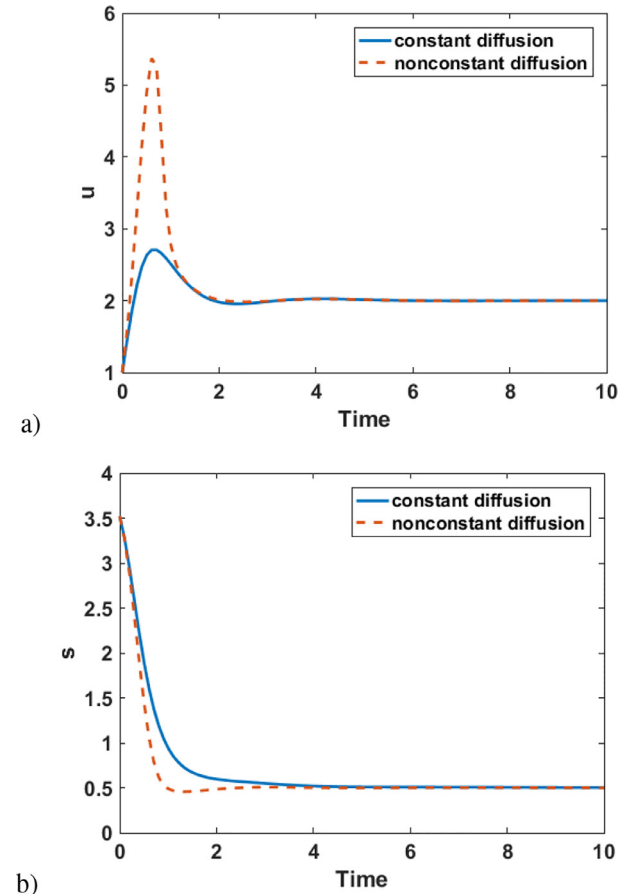 6
5
4
3
2
1
u
constant diffusion
nonconstant diffusion
0 2 4 6 8 10
Time
a)
4
3.5
3
2.5
2
1.5
1
0.5
0
s
constant diffusion
nonconstant diffusion
0 2 4 6 8 10
Time
b)